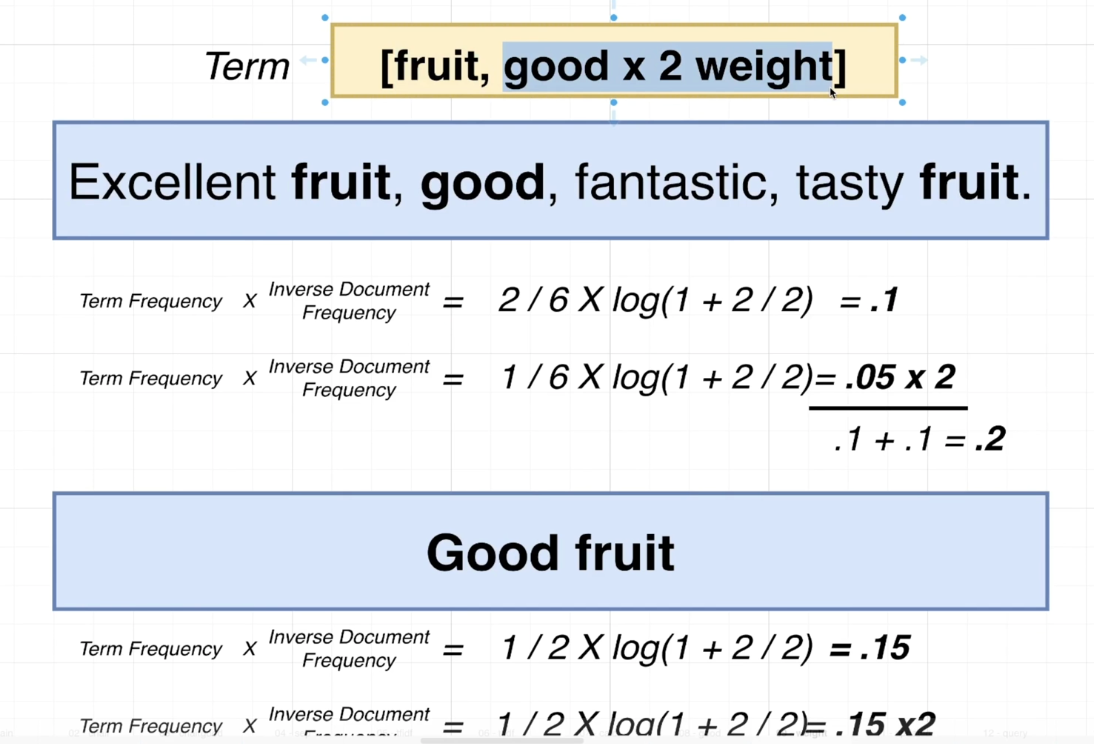 Term [fruit, good x 2 weight]
Excellent fruit, good, fantastic, tasty fruit.
Term Frequency X Inverse Document Frequency = 2 / 6 X log(1 + 2 / 2) = .1
Term Frequency X Inverse Document Frequency = 1 / 6 X log(1 + 2 / 2)= .05 x 2
.1 + .1 = .2
Good fruit
Term Frequency X Inverse Document Frequency = 1 / 2 X log(1 + 2 / 2) = .15
Term Frequency X Inverse Document Frequency = 1 / 2 X log(1 + 2 / 2)= .15 x2